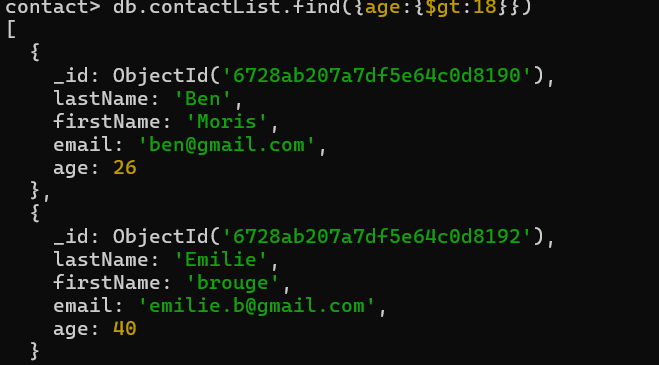 contact> db.contactList.find({age:{$gt:18}})
[
  {
    _id: ObjectId('6728ab207a7df5e64c0d8190'),
    lastName: 'Ben',
    firstName: 'Moris',
    email: 'ben@gmail.com',
    age: 26
  },
  {
    _id: ObjectId('6728ab207a7df5e64c0d8192'),
    lastName: 'Emilie',
    firstName: 'brouge',
    email: 'emilie.b@gmail.com',
    age: 40
  }